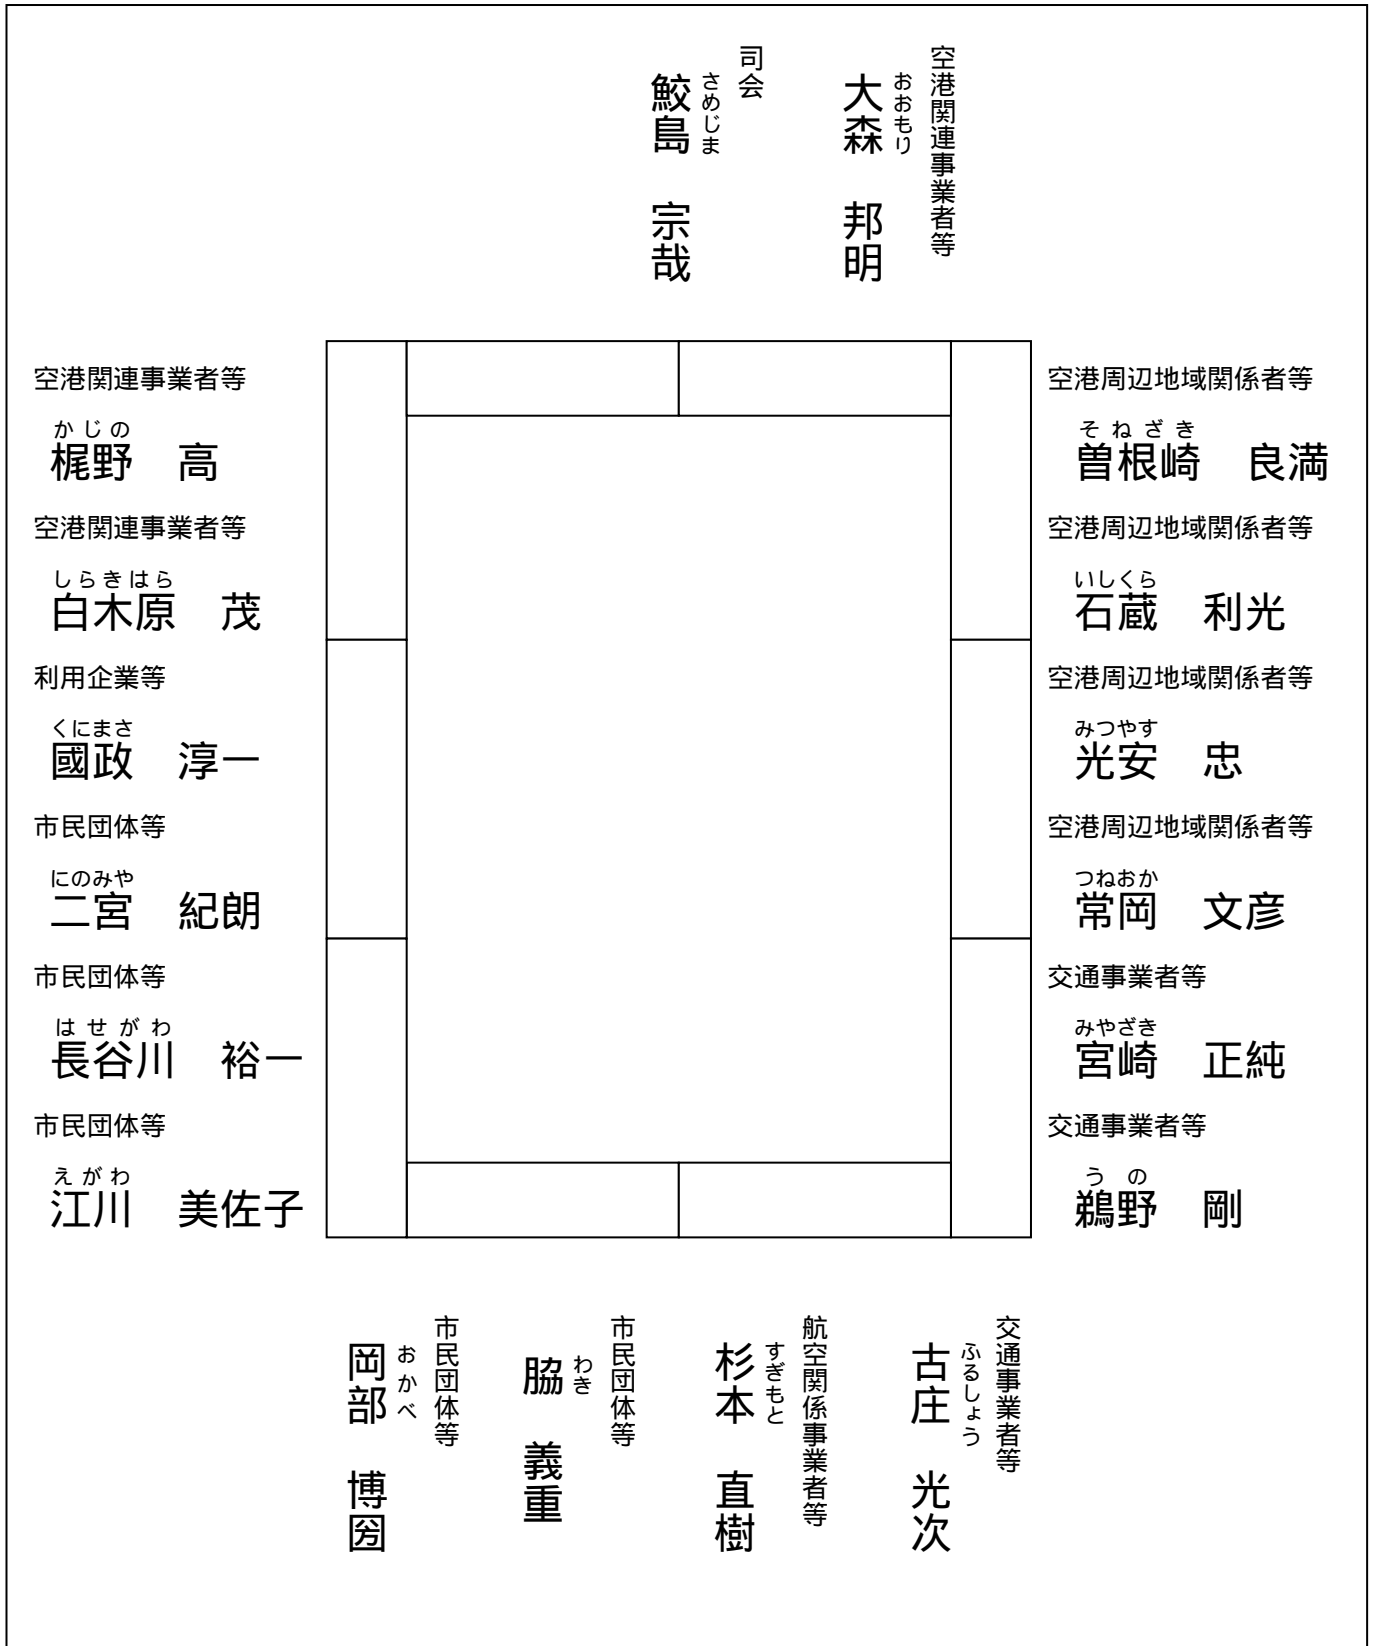 空港関連事業者等
おおもり
大森　邦明
司会
さめじま
鮫島　宗哉
空港関連事業者等
かじの
梶野　高
空港関連事業者等
しらきはら
白木原　茂
利用企業等
くにまさ
國政　淳一
市民団体等
にのみや
二宮　紀朗
市民団体等
はせがわ
長谷川　裕一
市民団体等
えがわ
江川　美佐子
空港周辺地域関係者等
そねざき
曽根崎　良満
空港周辺地域関係者等
いしくら
石蔵　利光
空港周辺地域関係者等
みつやす
光安　忠
空港周辺地域関係者等
つねおか
常岡　文彦
交通事業者等
みやざき
宮崎　正純
交通事業者等
うの
鵜野　剛
交通事業者等
ふるしょう
古庄　光次
航空関係事業者等
すぎもと
杉本　直樹
市民団体等
わき
脇　義重
市民団体等
おかべ
岡部　博圀